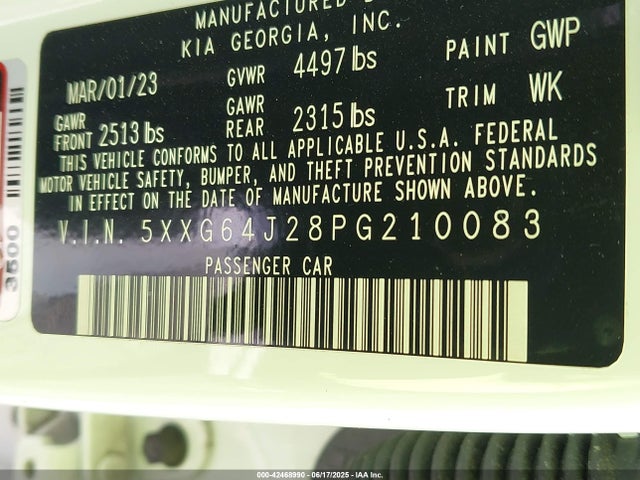 MANUFACTURED
KIA GEORGIA, INC.
MAR/01/23 GVWR 4497 lbs PAINT GWP
GAWR FRONT 2513 lbs GAWR REAR 2315 lbs TRIM WK
THIS VEHICLE CONFORMS TO ALL APPLICABLE U.S.A. FEDERAL
MOTOR VEHICLE SAFETY, BUMPER, AND THEFT PREVENTION STANDARDS
IN EFFECT ON THE DATE OF MANUFACTURE SHOWN ABOVE.
V.I.N. 5XXG64J28PG210083
PASSENGER CAR
3500
000-42468990 - 06/17/2025 - IAA Inc.